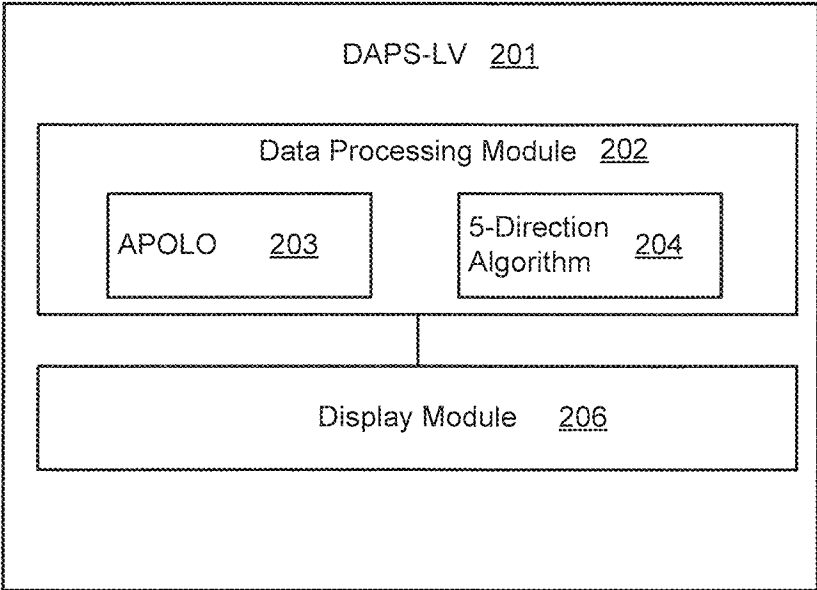 DAPS-LV 201
Data Processing Module 202
APOLO 203
5-Direction
Algorithm 204
Display Module 206